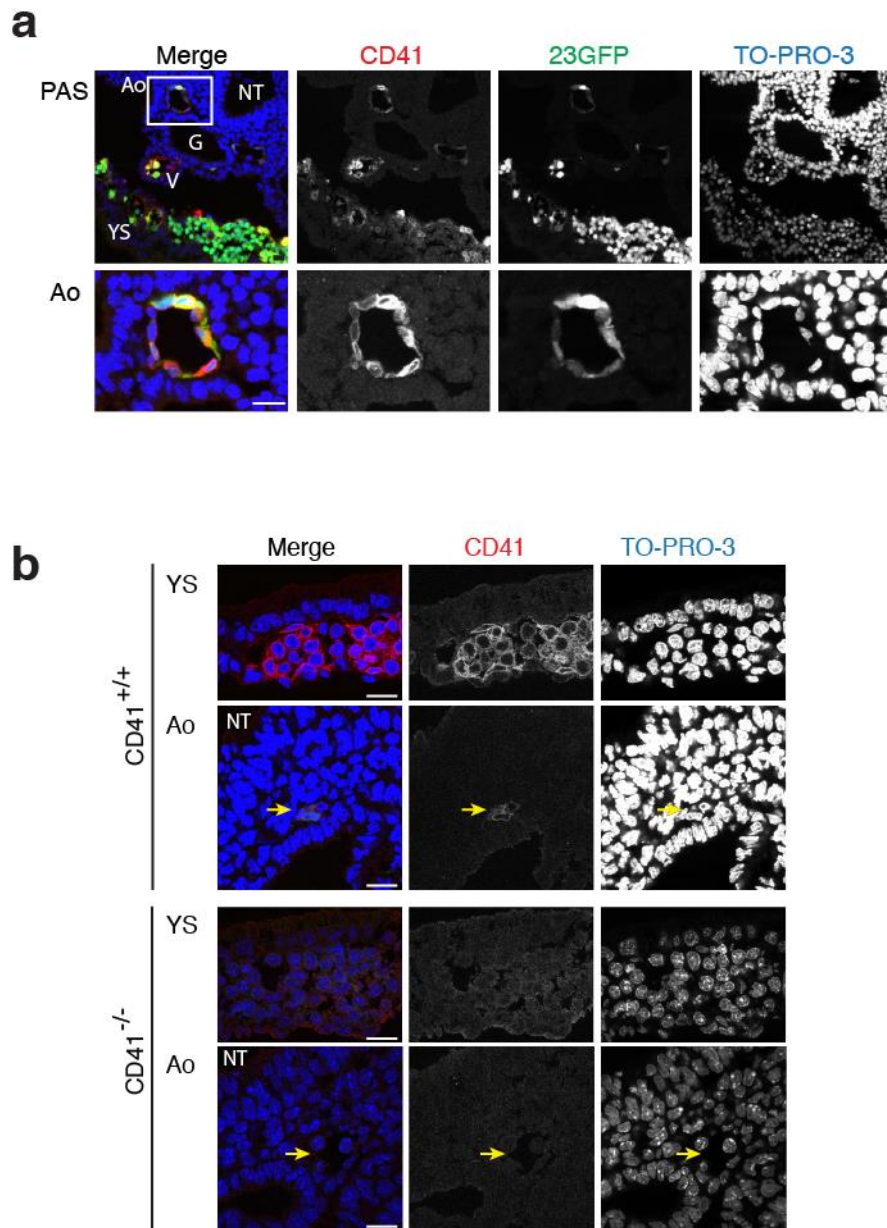 a
Merge CD41 23GFP TO-PRO-3
PAS Ao NT
G
V
YS
Ao
b
Merge CD41 TO-PRO-3
CD41+/+
YS
Ao NT
CD41-/-
YS
Ao NT